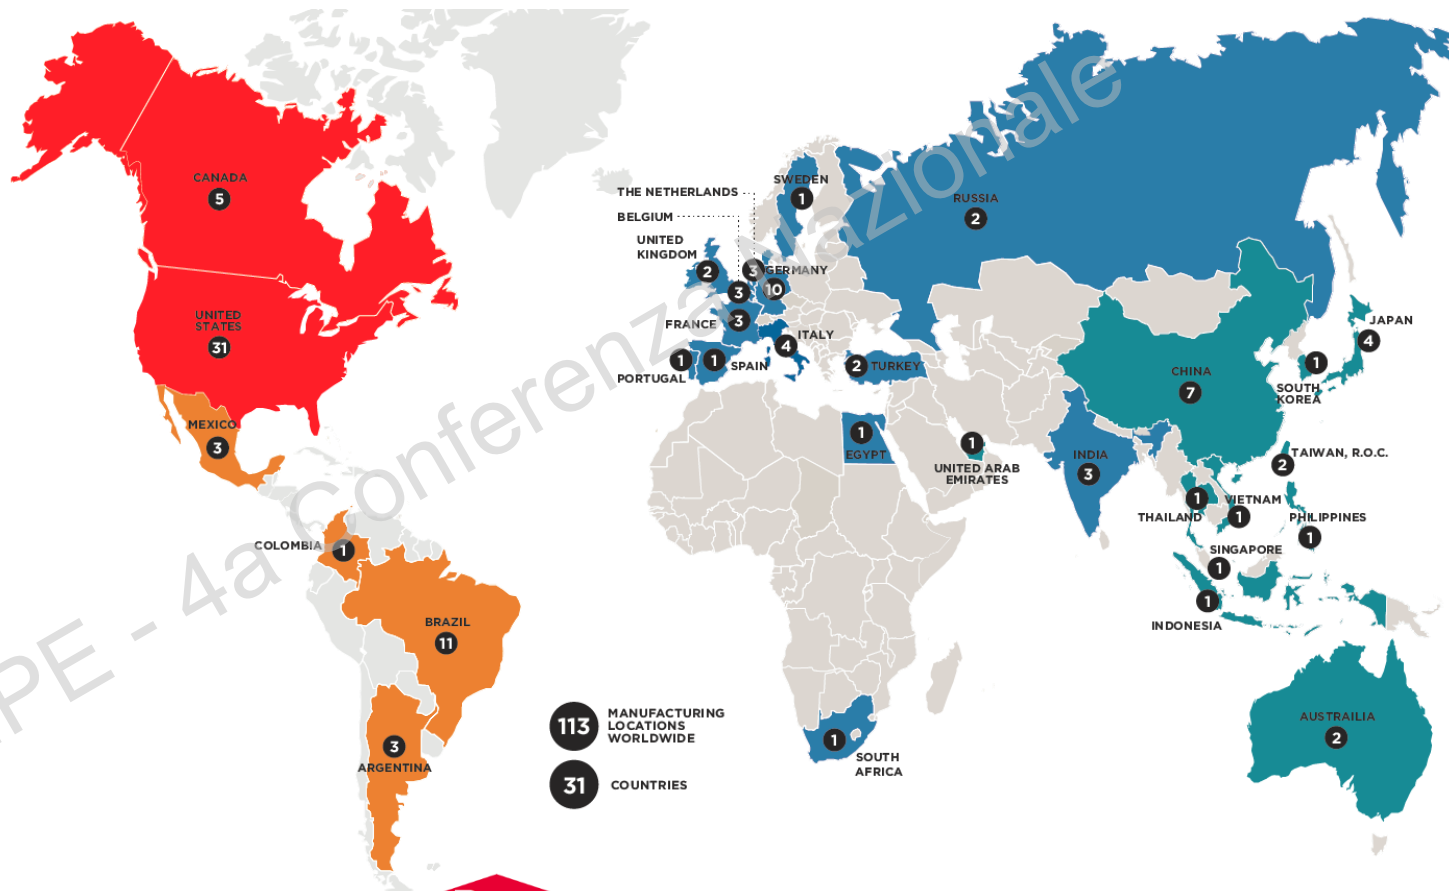 CANADA
5
UNITED
STATES
31
MEXICO
3
COLOMBIA
1
BRAZIL
11
3
ARGENTINA
THE NETHERLANDS
3
BELGIUM
3
UNITED
KINGDOM
2
SWEDEN
1
RUSSIA
2
GERMANY
10
FRANCE
3
ITALY
4
PORTUGAL
1
1
SPAIN
2
TURKEY
1
EGYPT
1
UNITED ARAB
EMIRATES
INDIA
3
CHINA
7
JAPAN
4
1
SOUTH
KOREA
TAIWAN, R.O.C.
2
1
THAILAND
VIETNAM
1
PHILIPPINES
1
SINGAPORE
1
1
INDONESIA
AUSTRAILIA
2
1
SOUTH
AFRICA
113
MANUFACTURING
LOCATIONS
WORLDWIDE
31
COUNTRIES
PE - 4a Conferenza Nazionale